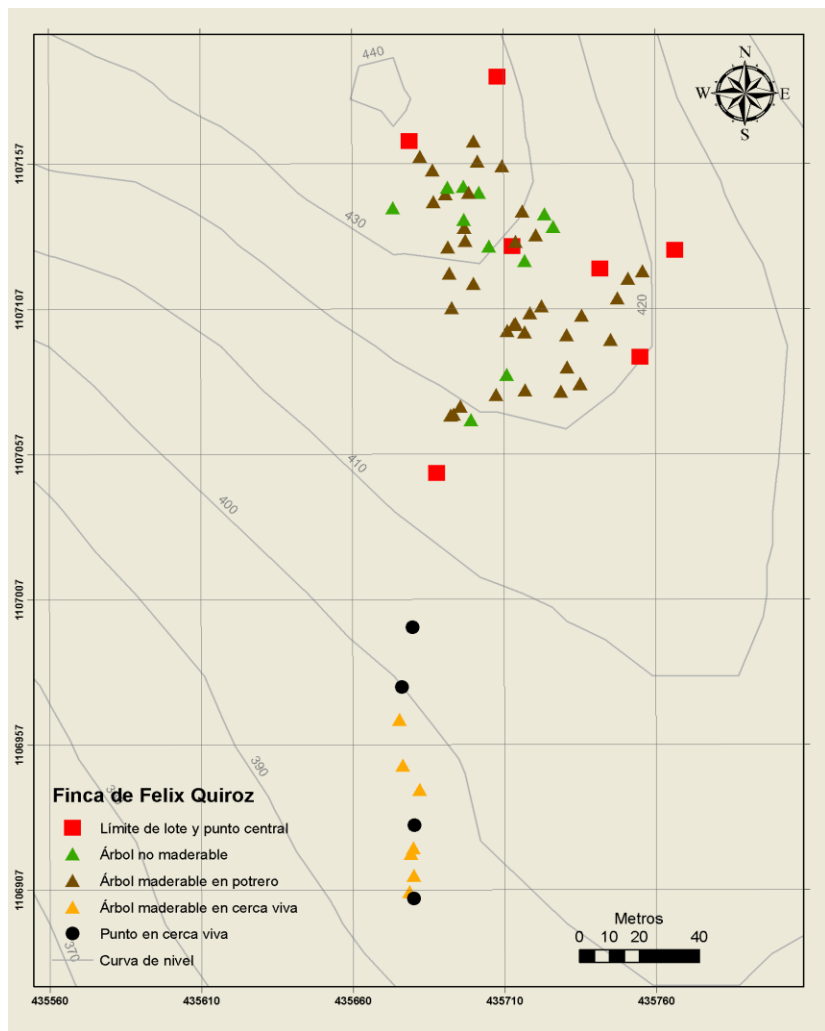 440
N
W E
S
1107157
430
1107107
420
1107057
410
400
1107007
1106957
390
Finca de Felix Quiroz
Límite de lote y punto central
Árbol no maderable
Árbol maderable en potrero
1106907
Árbol maderable en cerca viva
Punto en cerca viva
Curva de nivel
370
Metros
0 10 20 40
435560 435610 435660 435710 435760